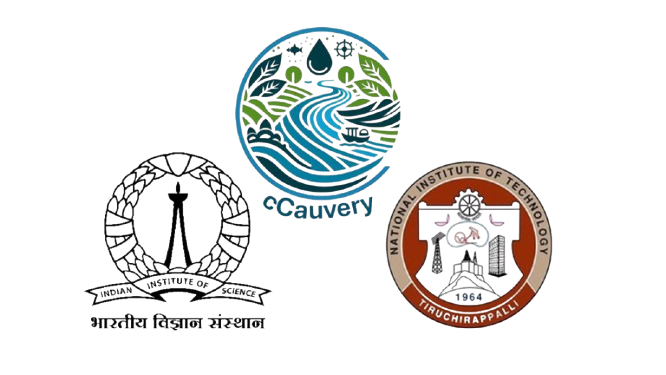 cCauvery
INDIAN INSTITUTE OF SCIENCE
भारतीय विज्ञान संस्थान
NATIONAL INSTITUTE OF TECHNOLOGY
1964
TIRUCHIRAPPALLI